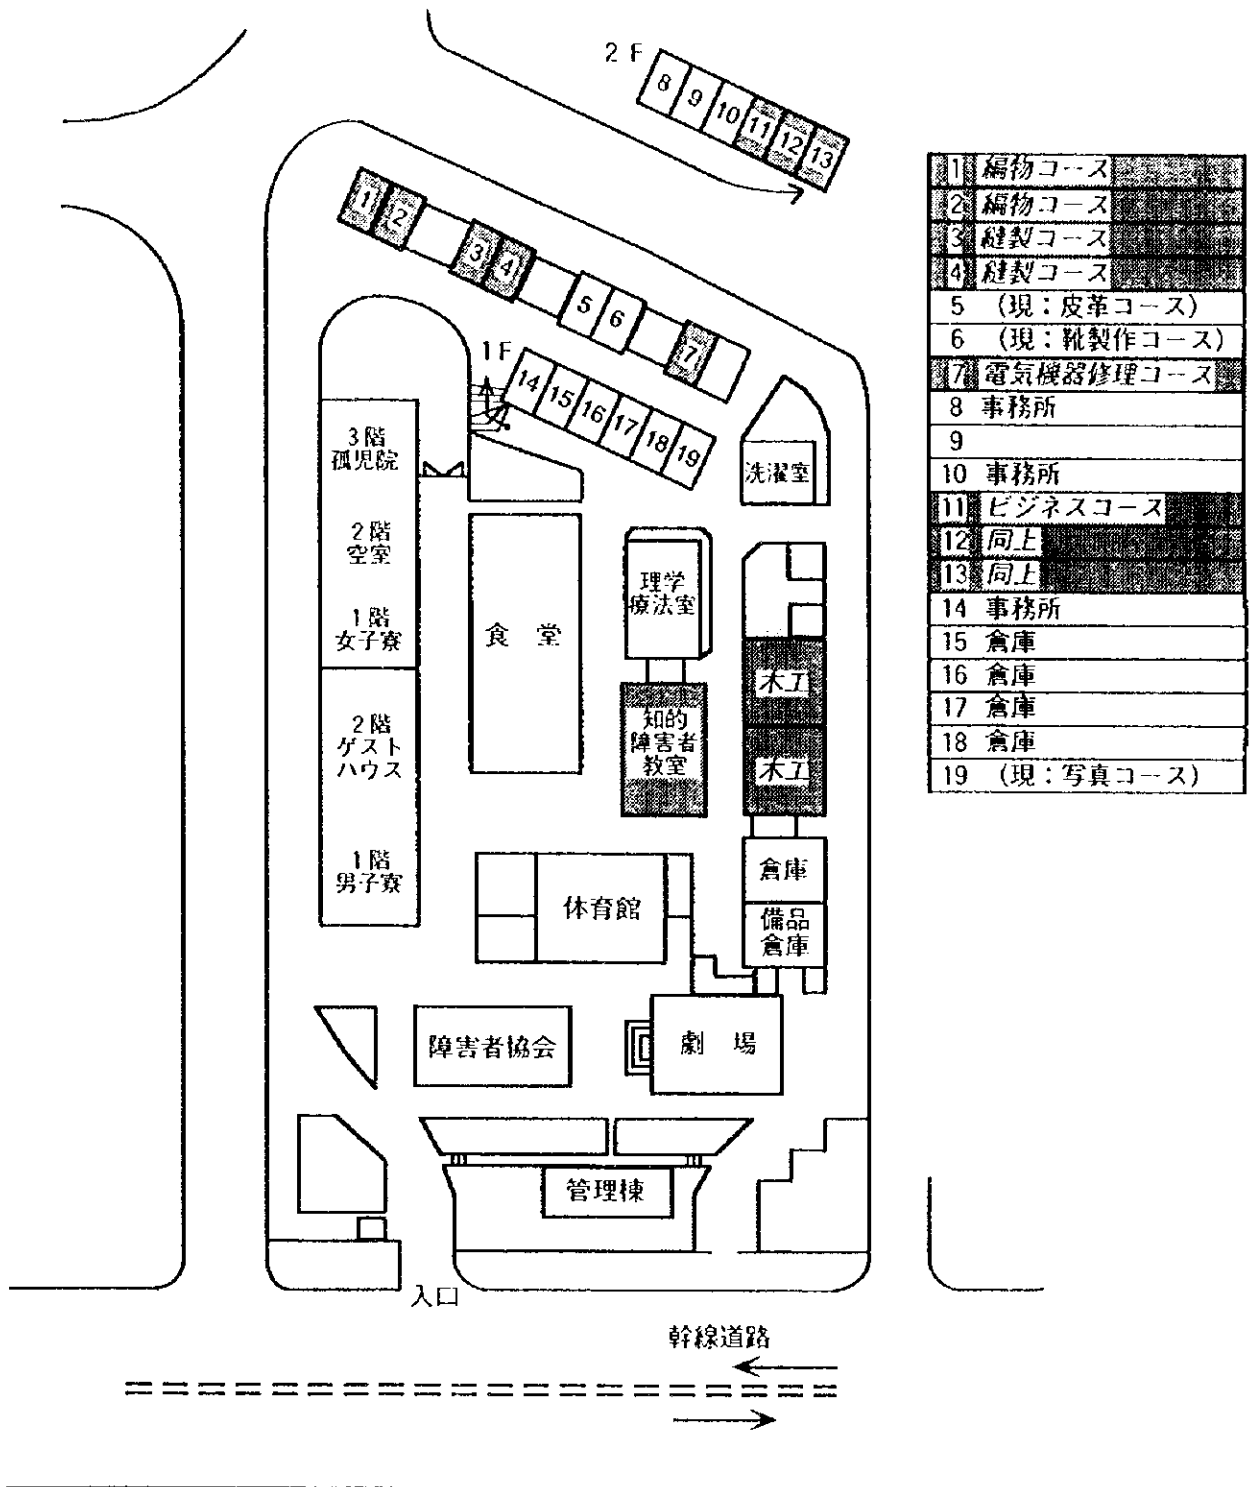 2F
8
9
10
11
12
13
1
2
3
4
5
6
7
1F
14
15
16
17
18
19
1 編物コース
2 編物コース
3 縫製コース
4 縫製コース
5 (現:皮革コース)
6 (現:靴製作コース)
7 電気機器修理コース
8 事務所
9
10 事務所
11 ビジネスコース
12 同上
13 同上
14 事務所
15 倉庫
16 倉庫
17 倉庫
18 倉庫
19 (現:写真コース)
3階
孤児院
2階
空室
1階
女子寮
2階
ゲスト
ハウス
1階
男子寮
食 堂
洗濯室
理学
療法室
知的
障害者
教室
木工
木工
倉庫
備品
倉庫
体育館
障害者協会
劇 場
管理棟
入口
幹線道路